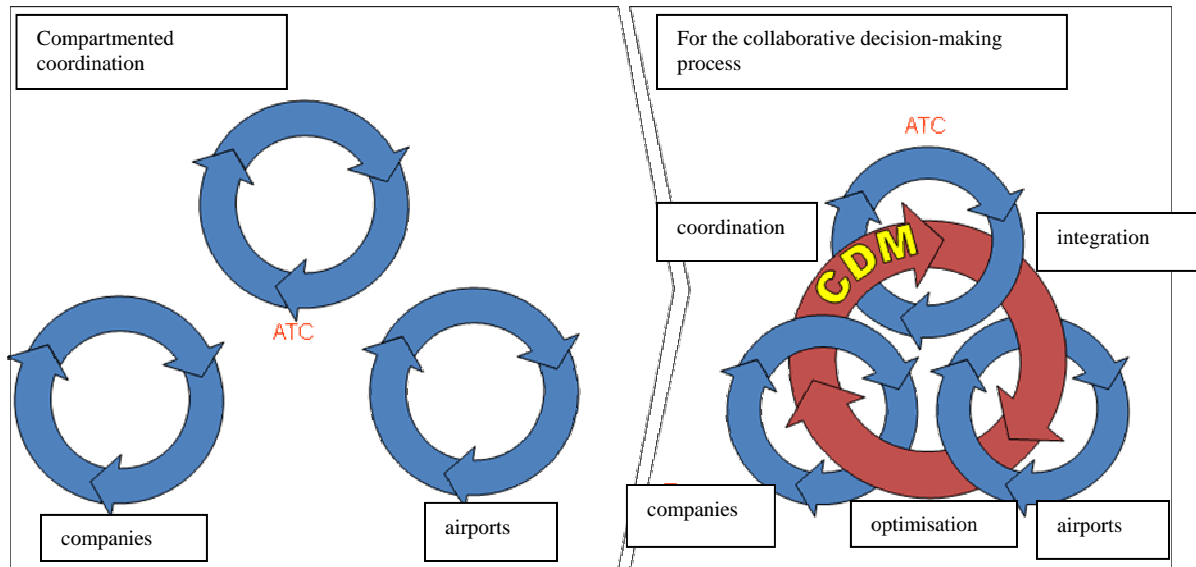 Compartmented
coordination
ATC
companies
airports
For the collaborative decision-making
process
ATC
coordination
integration
CDM
companies
optimisation
airports